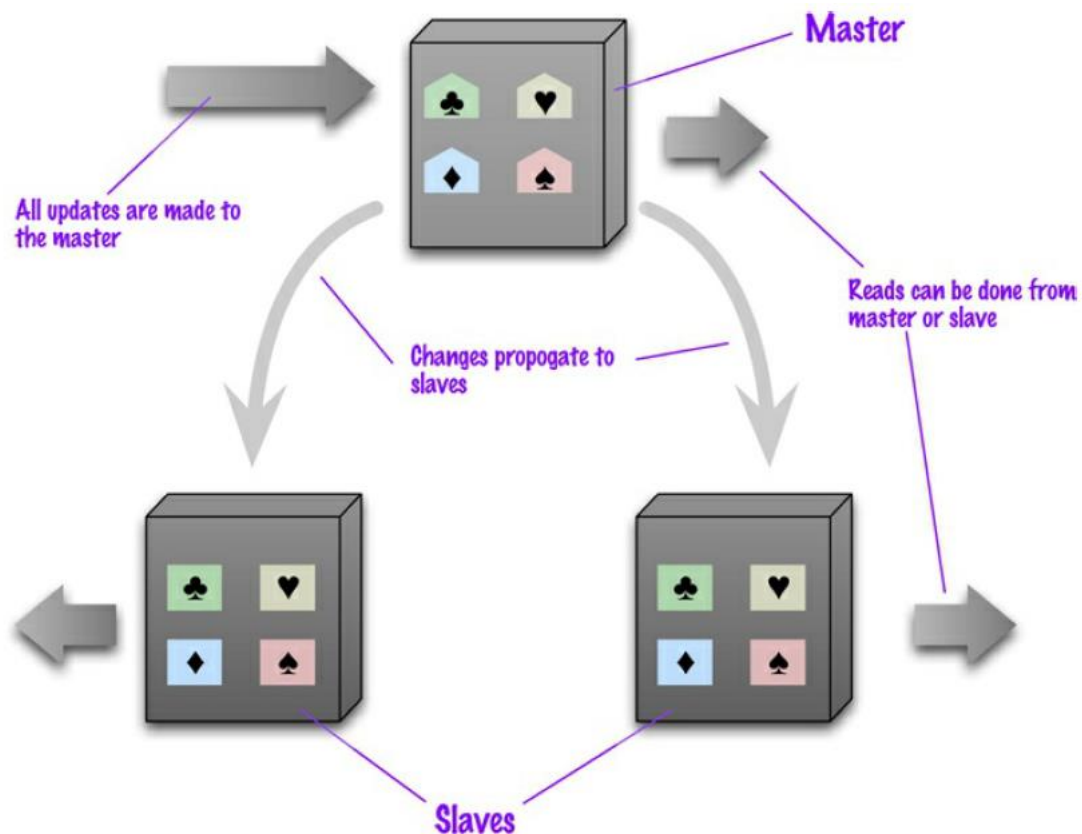 Master
All updates are made to
the master
Reads can be done from
master or slave
Changes propogate to
slaves
Slaves